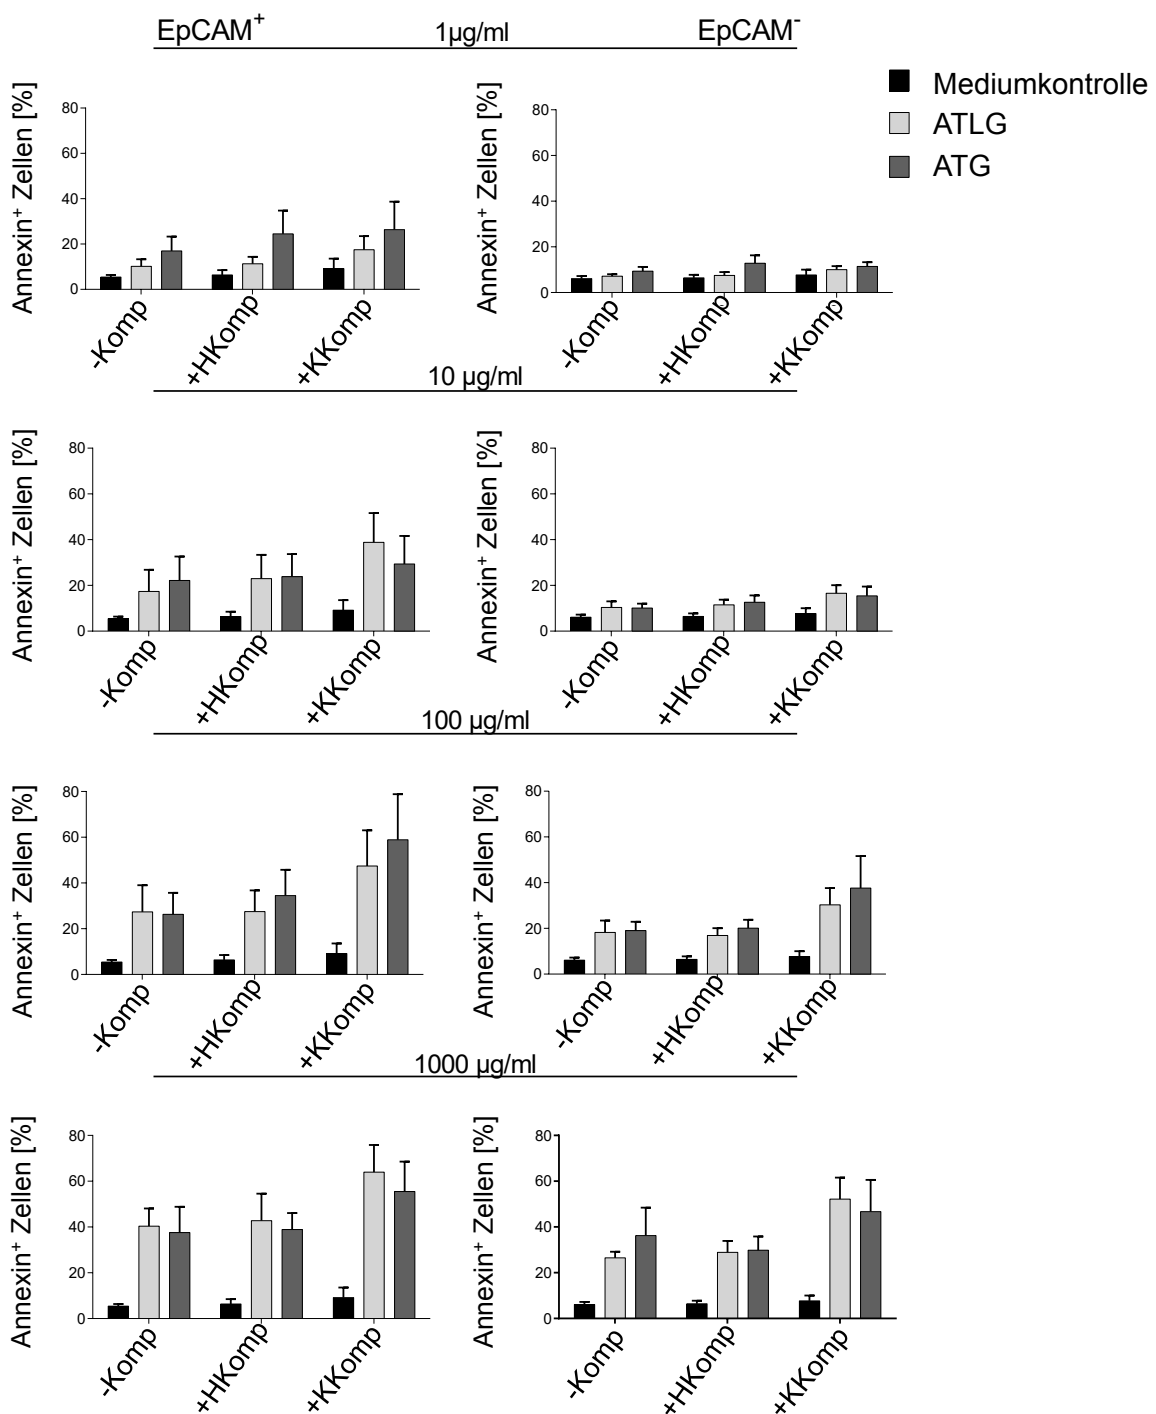 EpCAM⁺ 1µg/ml EpCAM⁻
Mediumkontrolle
ATLG
ATG
Annexin⁺ Zellen [%]
80
60
40
20
0
-Komp
+HKomp
+KKomp
Annexin⁺ Zellen [%]
80
60
40
20
0
-Komp
+HKomp
+KKomp
10 µg/ml
Annexin⁺ Zellen [%]
80
60
40
20
0
-Komp
+HKomp
+KKomp
Annexin⁺ Zellen [%]
80
60
40
20
0
-Komp
+HKomp
+KKomp
100 µg/ml
Annexin⁺ Zellen [%]
80
60
40
20
0
-Komp
+HKomp
+KKomp
Annexin⁺ Zellen [%]
80
60
40
20
0
-Komp
+HKomp
+KKomp
1000 µg/ml
Annexin⁺ Zellen [%]
80
60
40
20
0
-Komp
+HKomp
+KKomp
Annexin⁺ Zellen [%]
80
60
40
20
0
-Komp
+HKomp
+KKomp